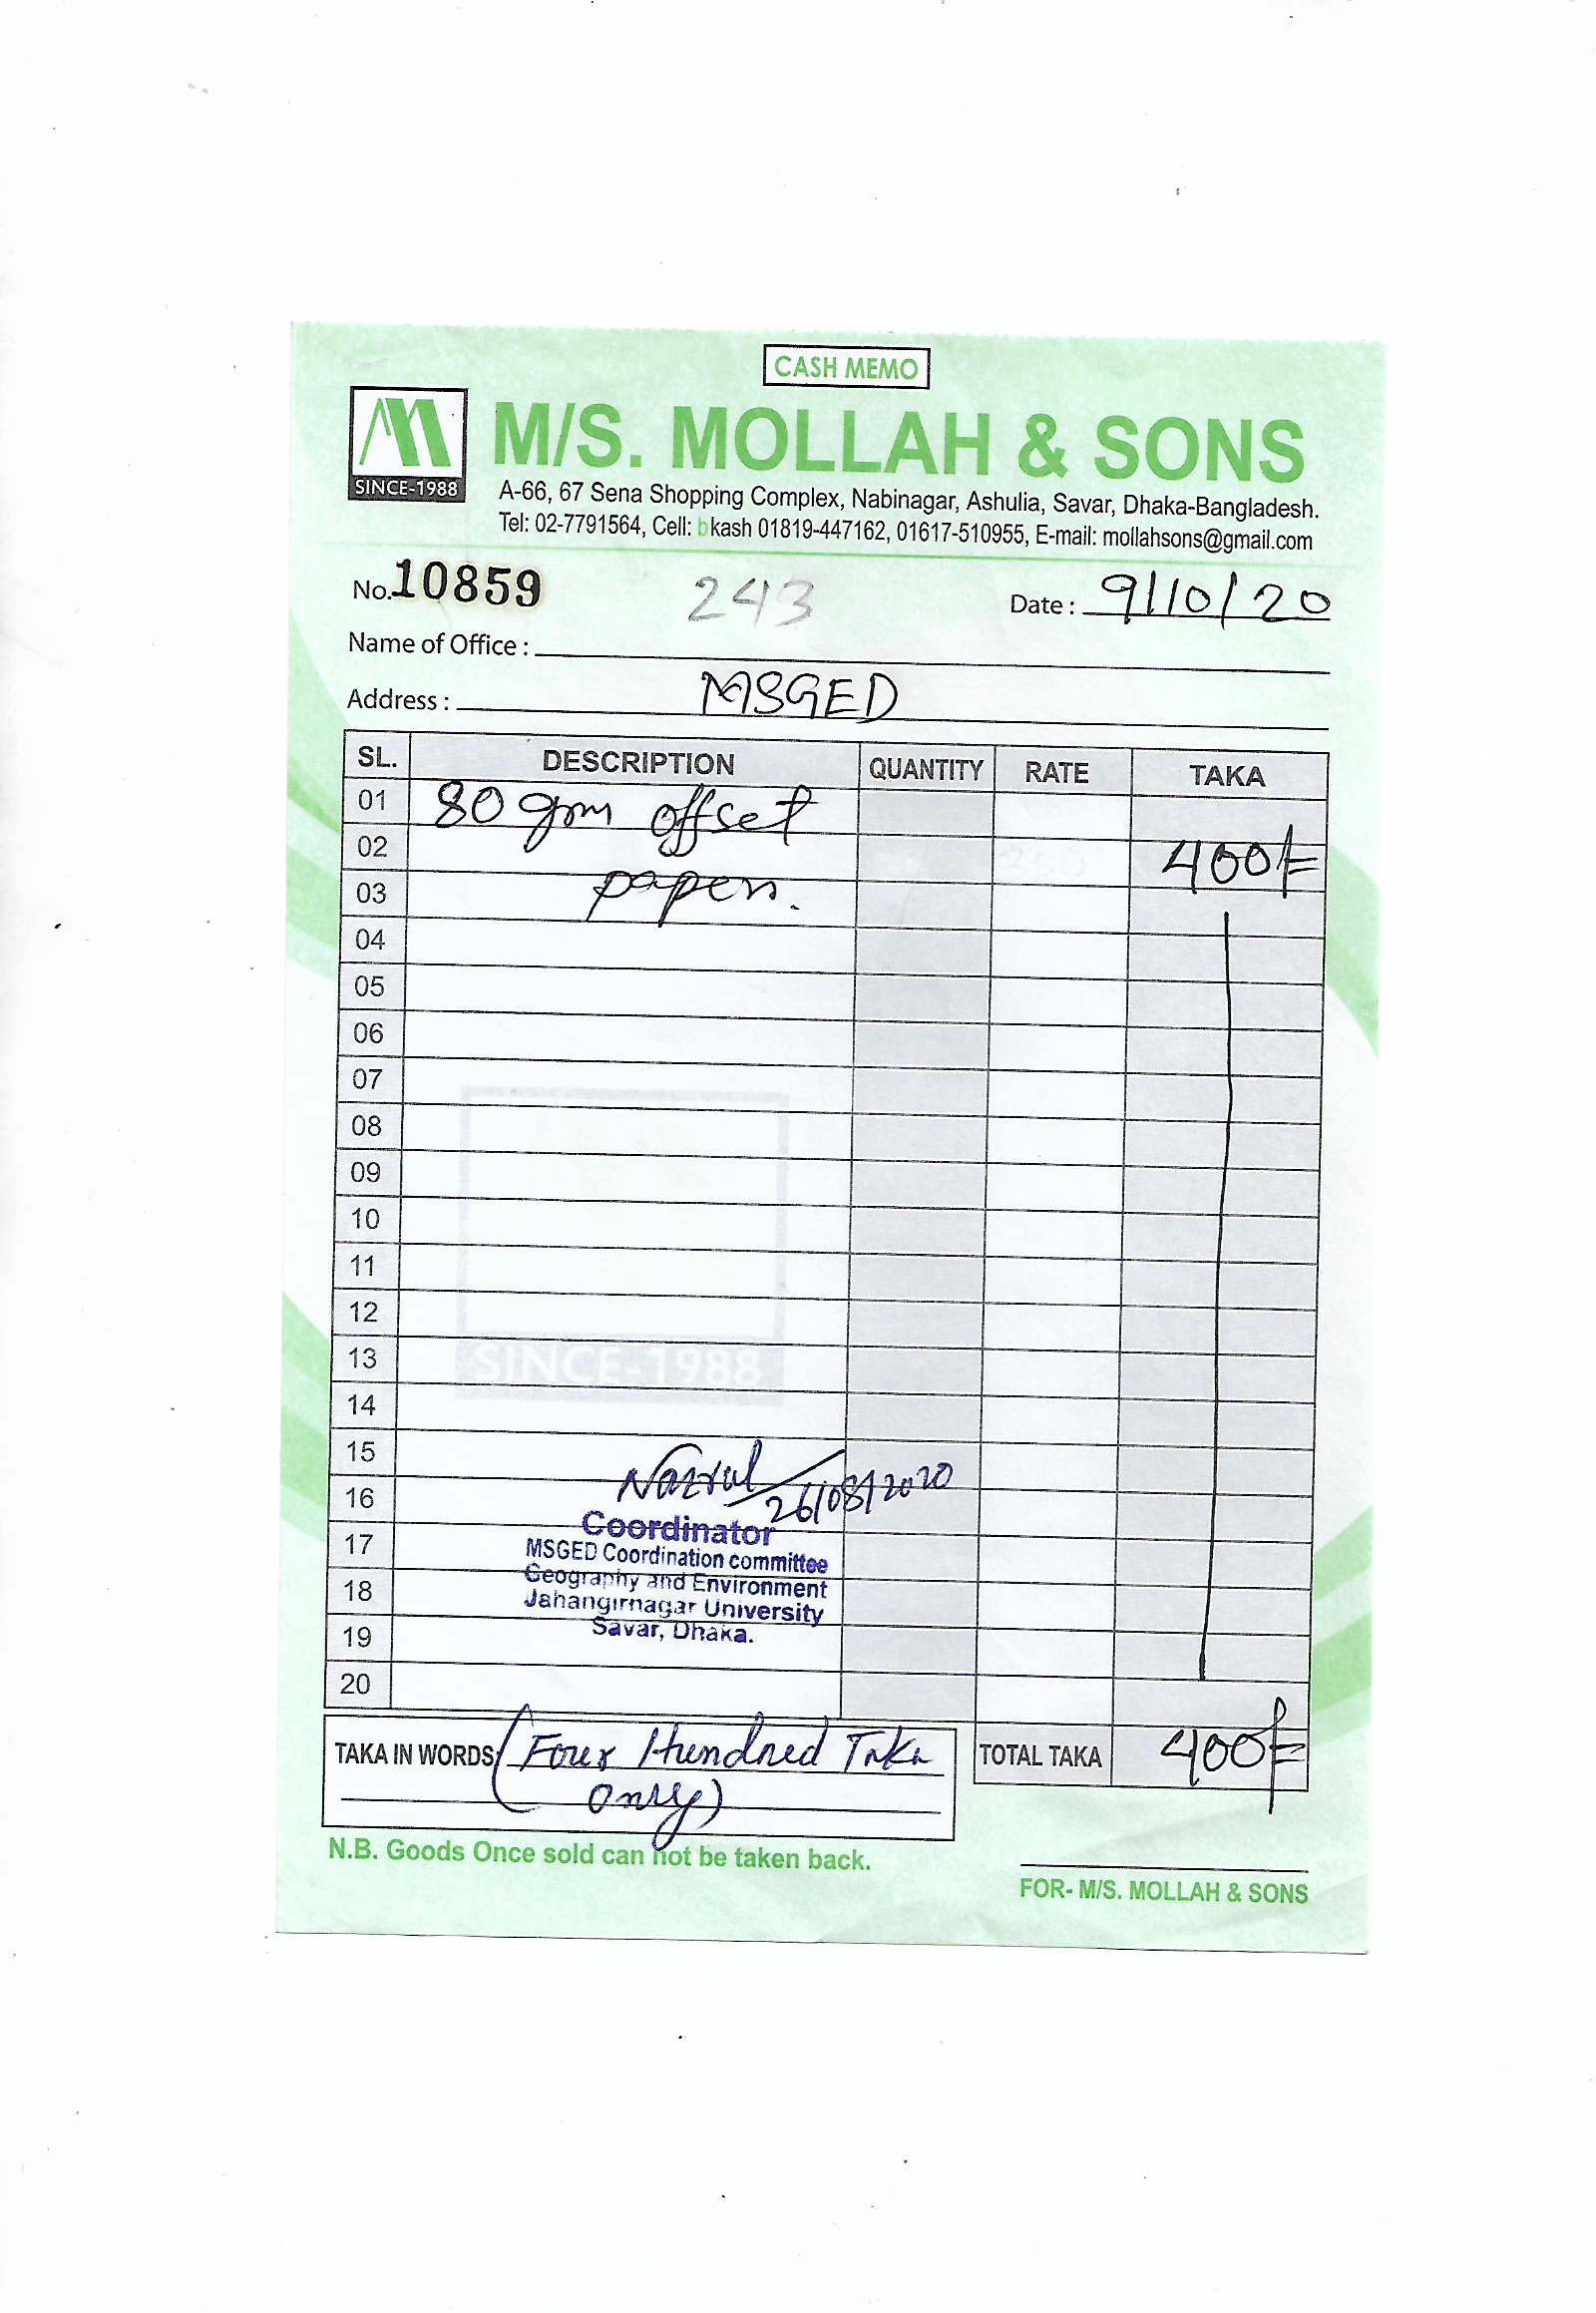 CASH MEMO
M/S. MOLLAH & SONS
SINCE-1988
A-66, 67 Sena Shopping Complex, Nabinagar, Ashulia, Savar, Dhaka-Bangladesh.
Tel: 02-7791564, Cell: bkash 01819-447162, 01617-510955, E-mail: mollahsons@gmail.com
No. 10859 243 Date : 9/10/20
Name of Office :
Address : MSGED
SL. DESCRIPTION QUANTITY RATE TAKA
01 80 gm offset
02 400/=
03 papers.
04
05
06
07
08
09
10
11
12
13
SINCE-1988
14
15
16 Nazrul 26/08/2020
Coordinator
17 MSGED Coordination committee
Geography and Environment
18 Jahangirnagar University
19 Savar, Dhaka.
20
TAKA IN WORDS (Four Hundred Taka TOTAL TAKA 400/=
only)
N.B. Goods Once sold can not be taken back.
FOR- M/S. MOLLAH & SONS